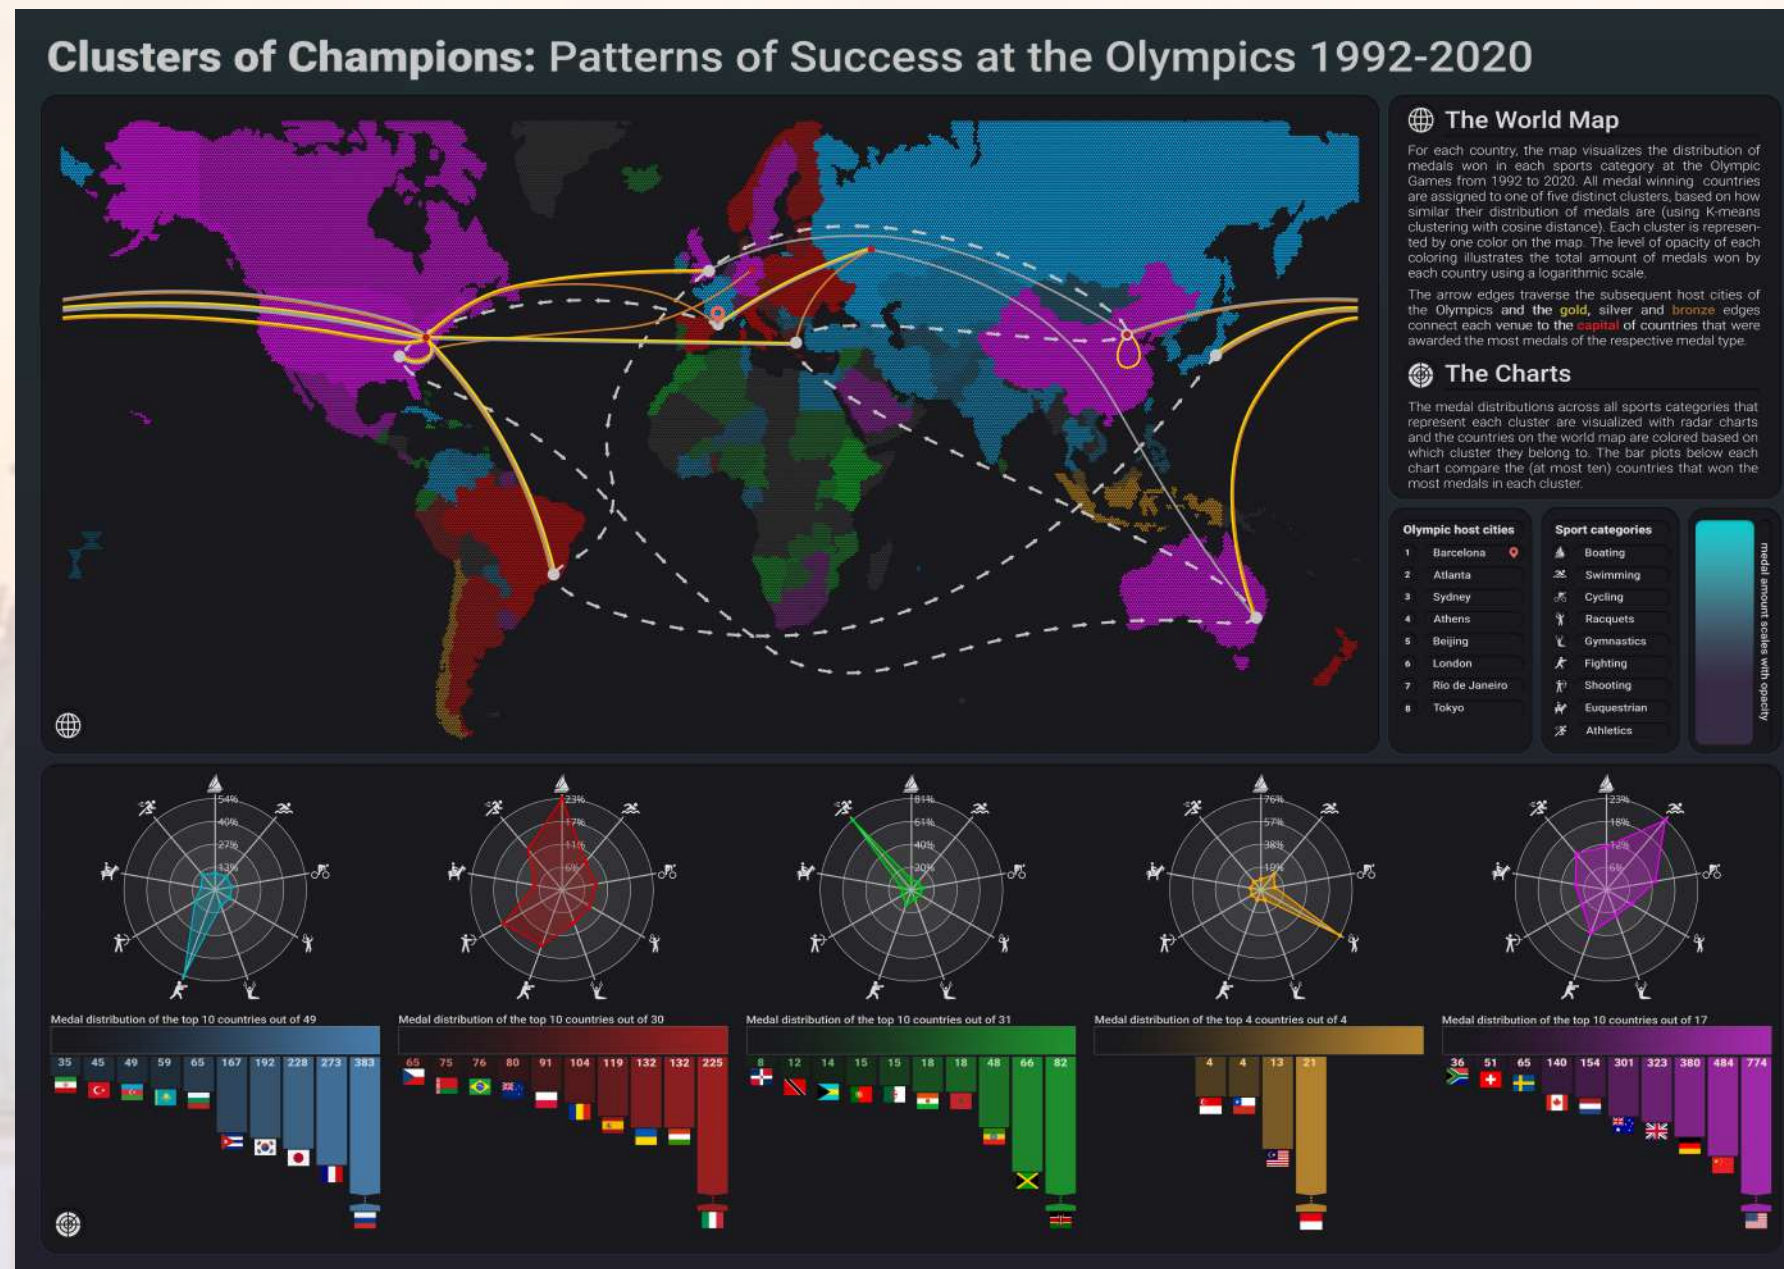 Clusters of Champions: Patterns of Success at the Olympics 1992-2020
The World Map
For each country, the map visualizes the distribution of
medals won in each sports category at the Olympic
Games from 1992 to 2020. All medal winning countries
are assigned to one of five distinct clusters, based on how
similar their distribution of medals are (using K-means
clustering with cosine distance). Each cluster is represen-
ted by one color on the map. The level of opacity of each
coloring illustrates the total amount of medals won by
each country using a logarithmic scale.
The arrow edges traverse the subsequent host cities of
the Olympics and the gold, silver and bronze edges
connect each venue to the capital of countries that were
awarded the most medals of the respective medal type.
The Charts
The medal distributions across all sports categories that
represent each cluster are visualized with radar charts
and the countries on the world map are colored based on
which cluster they belong to. The bar plots below each
chart compare the (at most ten) countries that won the
most medals in each cluster.
Olympic host cities
1 Barcelona
2 Atlanta
3 Sydney
4 Athens
5 Beijing
6 London
7 Rio de Janeiro
8 Tokyo
Sport categories
Boating
Swimming
Cycling
Racquets
Gymnastics
Fighting
Shooting
Euquestrian
Athletics
medal amount scales with opacity
54%
40%
27%
13%
23%
17%
11%
6%
81%
61%
40%
20%
76%
57%
38%
19%
23%
18%
12%
6%
Medal distribution of the top 10 countries out of 49
35 45 49 59 65 167 192 228 273 383
Medal distribution of the top 10 countries out of 30
65 75 76 80 91 104 119 132 132 225
Medal distribution of the top 10 countries out of 31
8 12 14 15 15 18 18 48 66 82
Medal distribution of the top 4 countries out of 4
4 4 13 21
Medal distribution of the top 10 countries out of 17
36 51 65 140 154 301 323 380 484 774